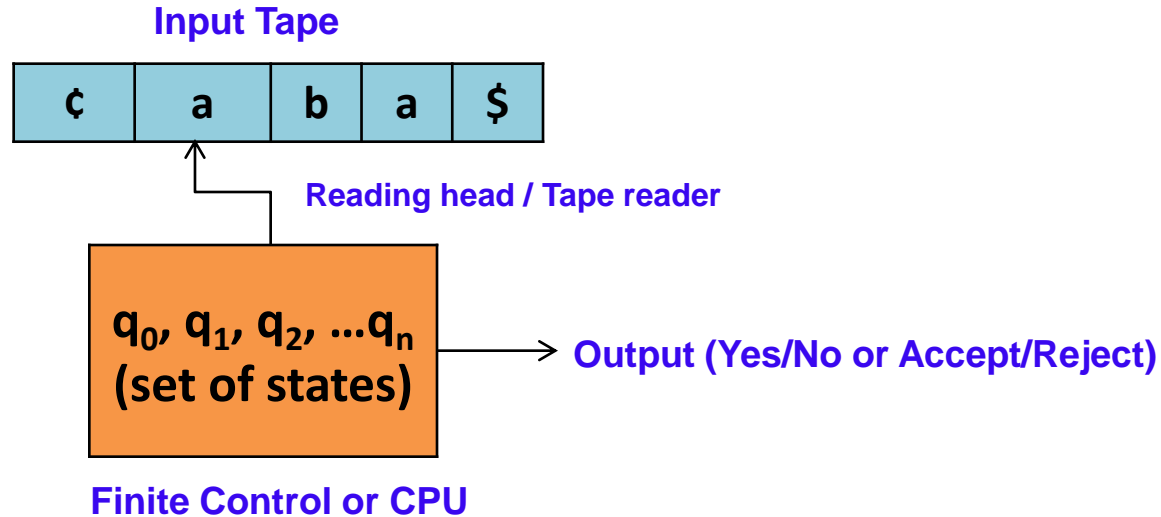 Input Tape
¢ a b a $
Reading head / Tape reader
q₀, q₁, q₂, …qₙ
(set of states)
Output (Yes/No or Accept/Reject)
Finite Control or CPU